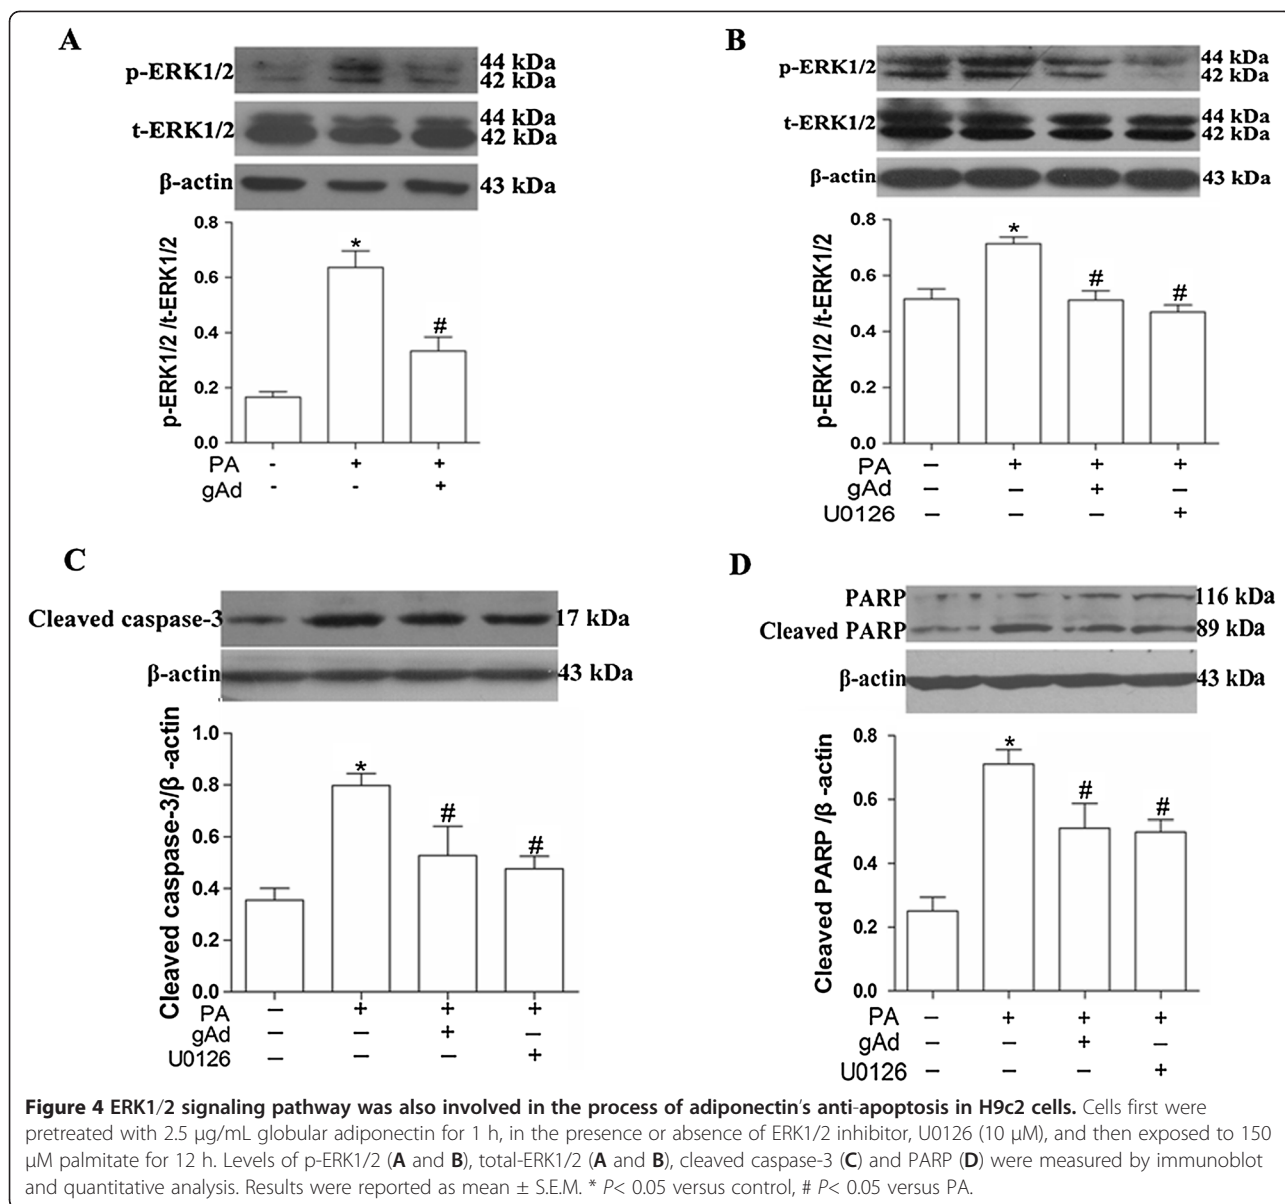 A
p-ERK1/2
44 kDa
42 kDa
t-ERK1/2
44 kDa
42 kDa
β-actin
43 kDa
p-ERK1/2 /t-ERK1/2
0.8
0.6
0.4
0.2
0.0
*
#
PA - + +
gAd - - +
B
p-ERK1/2
44 kDa
42 kDa
t-ERK1/2
44 kDa
42 kDa
β-actin
43 kDa
p-ERK1/2 /t-ERK1/2
0.8
0.6
0.4
0.2
0.0
*
#
#
PA − + + +
gAd − − + −
U0126 − − − +
C
Cleaved caspase-3
17 kDa
β-actin
43 kDa
Cleaved caspase-3/β -actin
1.0
0.8
0.6
0.4
0.2
0.0
*
#
#
PA − + + +
gAd − − + −
U0126 − − − +
D
PARP
116 kDa
Cleaved PARP
89 kDa
β-actin
43 kDa
Cleaved PARP /β -actin
0.8
0.6
0.4
0.2
0.0
*
#
#
PA − + + +
gAd − − + −
U0126 − − − +
Figure 4 ERK1/2 signaling pathway was also involved in the process of adiponectin's anti-apoptosis in H9c2 cells. Cells first were
pretreated with 2.5 μg/mL globular adiponectin for 1 h, in the presence or absence of ERK1/2 inhibitor, U0126 (10 μM), and then exposed to 150
μM palmitate for 12 h. Levels of p-ERK1/2 (A and B), total-ERK1/2 (A and B), cleaved caspase-3 (C) and PARP (D) were measured by immunoblot
and quantitative analysis. Results were reported as mean ± S.E.M. * P< 0.05 versus control, # P< 0.05 versus PA.